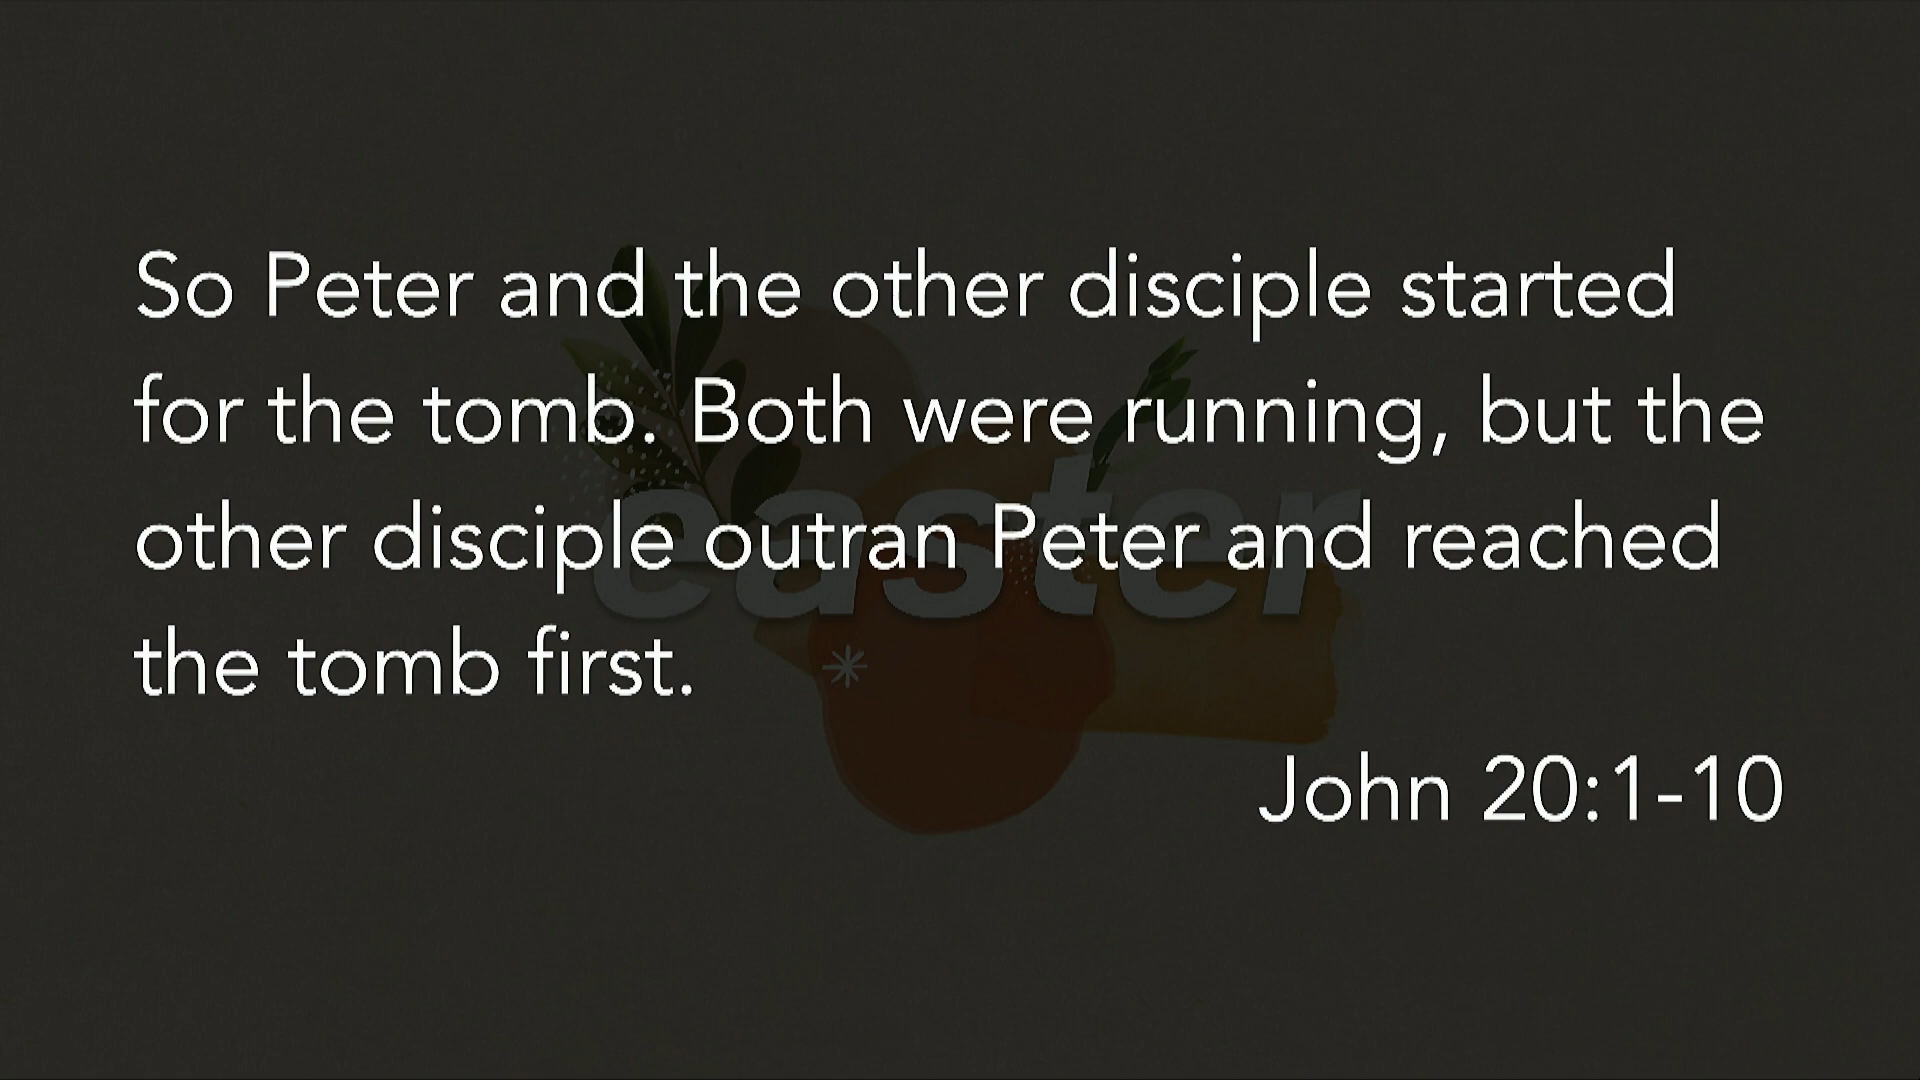 So Peter and the other disciple started
for the tomb. Both were running, but the
other disciple outran Peter and reached
the tomb first.
John 20:1-10
easter